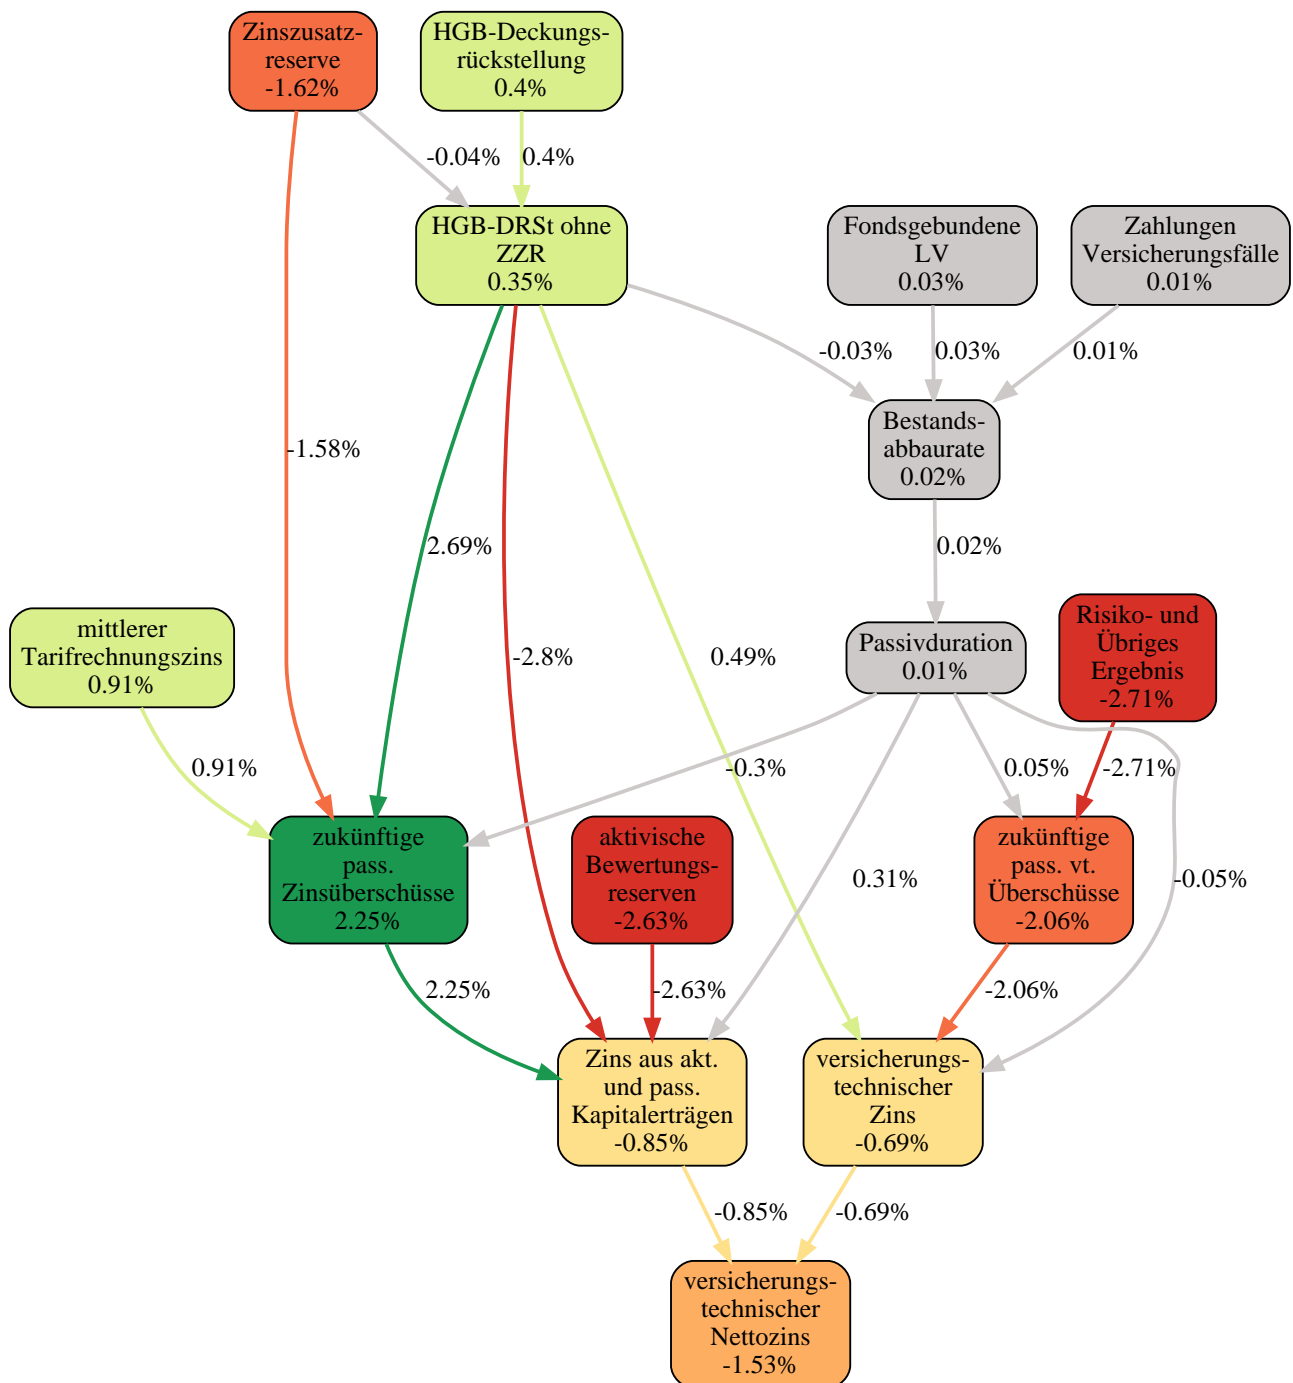 Zinszusatz-
reserve
-1.62%
HGB-Deckungs-
rückstellung
0.4%
-0.04%
0.4%
HGB-DRSt ohne
ZZR
0.35%
Fondsgebundene
LV
0.03%
Zahlungen
Versicherungsfälle
0.01%
-0.03%
0.03%
0.01%
-1.58%
Bestands-
abbaurate
0.02%
2.69%
0.02%
mittlerer
Tarifrechnungszins
0.91%
-2.8%
0.49%
Passivduration
0.01%
Risiko- und
Übriges
Ergebnis
-2.71%
0.91%
-0.3%
0.05%
-2.71%
zukünftige
pass.
Zinsüberschüsse
2.25%
aktivische
Bewertungs-
reserven
-2.63%
0.31%
zukünftige
pass. vt.
Überschüsse
-2.06%
-0.05%
2.25%
-2.63%
-2.06%
Zins aus akt.
und pass.
Kapitalerträgen
-0.85%
versicherungs-
technischer
Zins
-0.69%
-0.85%
-0.69%
versicherungs-
technischer
Nettozins
-1.53%